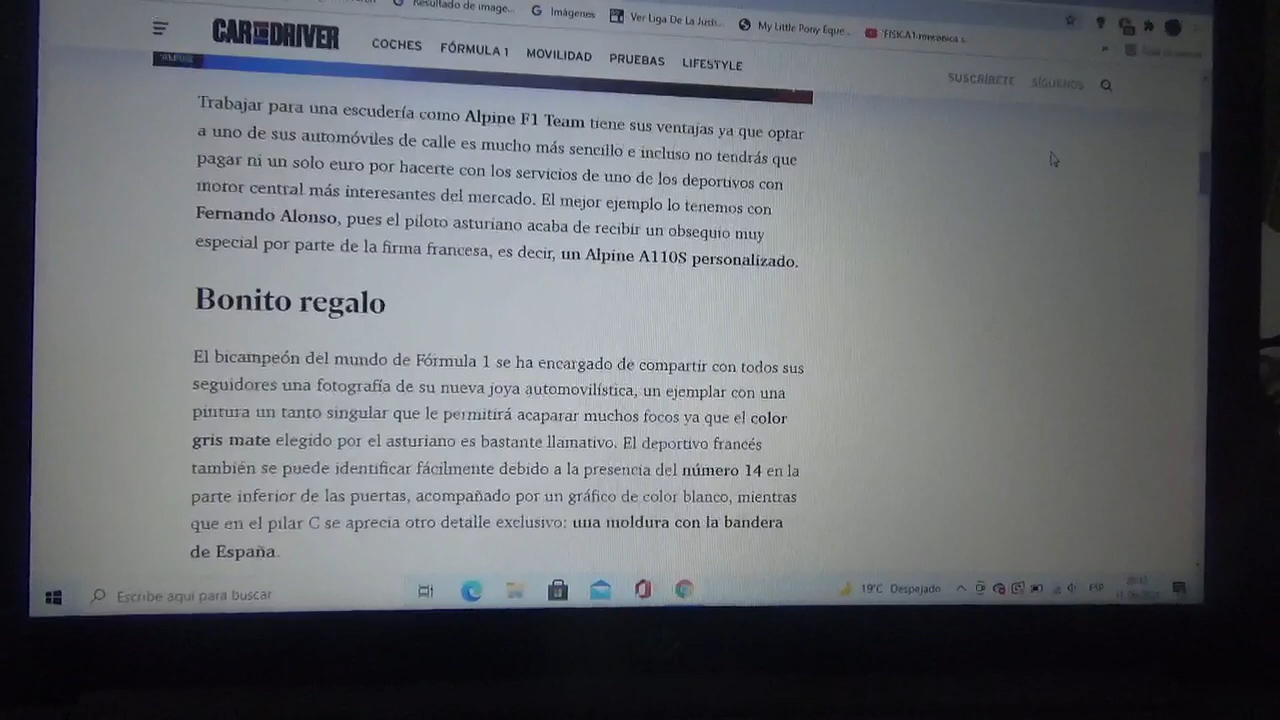 Resultado de image...
Imágenes
Ver Liga De La Justi...
My Little Pony Eque...
CAR AND DRIVER
COCHES FÓRMULA 1 MOVILIDAD PRUEBAS LIFESTYLE
SUSCRÍBETE SÍGUENOS
ALPINE
Trabajar para una escudería como Alpine F1 Team tiene sus ventajas ya que optar
a uno de sus automóviles de calle es mucho más sencillo e incluso no tendrás que
pagar ni un solo euro por hacerte con los servicios de uno de los deportivos con
motor central más interesantes del mercado. El mejor ejemplo lo tenemos con
Fernando Alonso, pues el piloto asturiano acaba de recibir un obsequio muy
especial por parte de la firma francesa, es decir, un Alpine A110S personalizado.
Bonito regalo
El bicampeón del mundo de Fórmula 1 se ha encargado de compartir con todos sus
seguidores una fotografía de su nueva joya automovilística, un ejemplar con una
pintura un tanto singular que le permitirá acaparar muchos focos ya que el color
gris mate elegido por el asturiano es bastante llamativo. El deportivo francés
también se puede identificar fácilmente debido a la presencia del número 14 en la
parte inferior de las puertas, acompañado por un gráfico de color blanco, mientras
que en el pilar C se aprecia otro detalle exclusivo: una moldura con la bandera
de España.
Escribe aquí para buscar
19°C Despejado
ESP